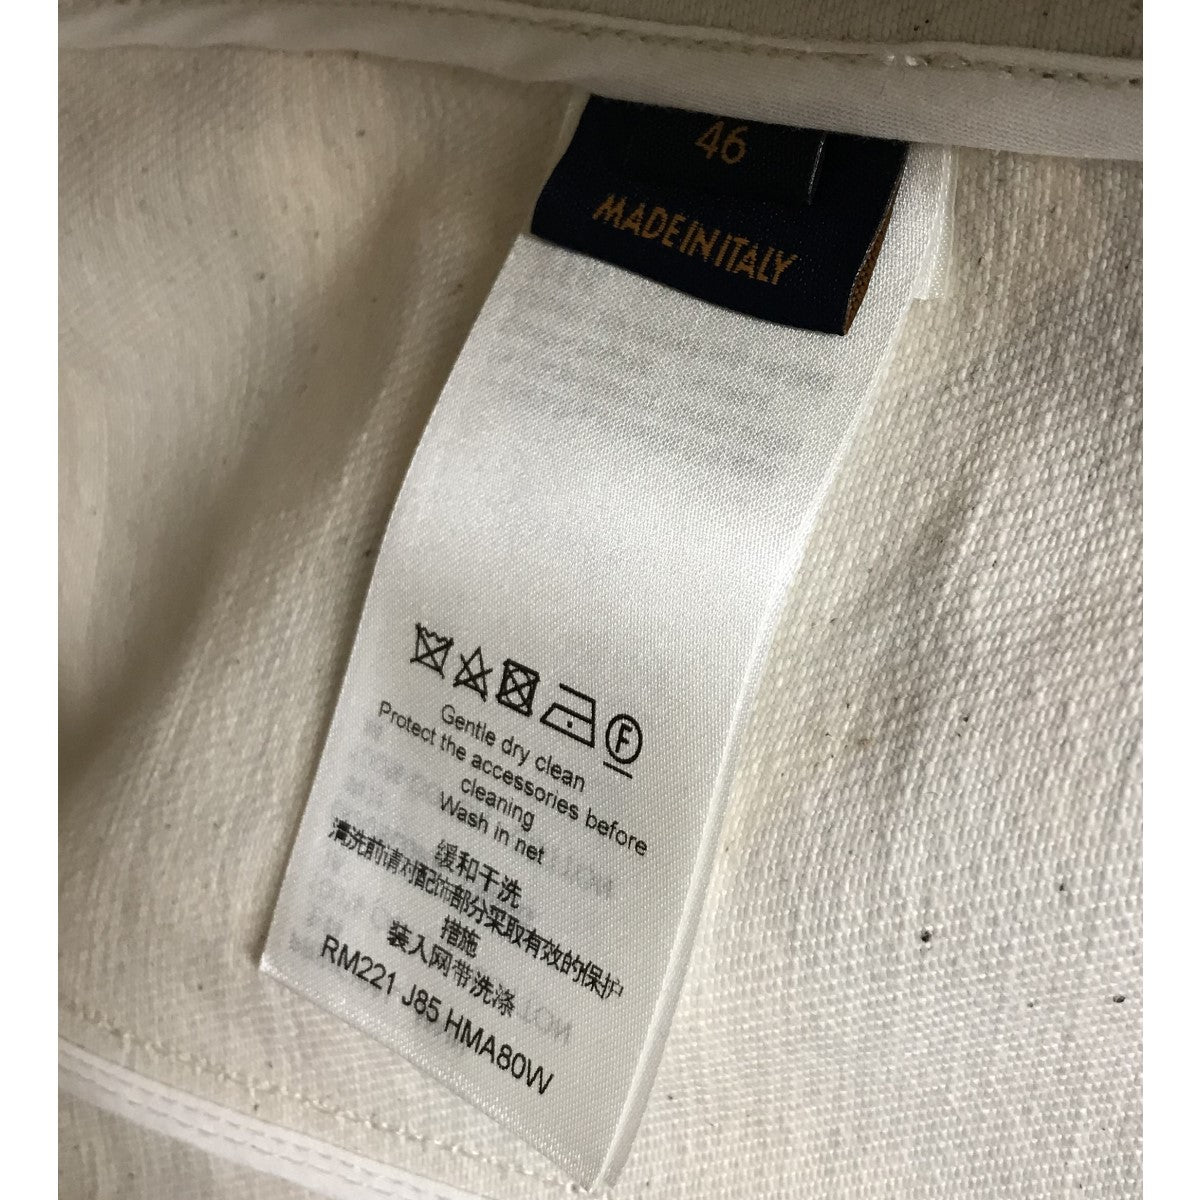 46
MADE IN ITALY
F
Gentle dry clean
Protect the accessories before
cleaning
Wash in net
缓和干洗
清洗前请对配饰部分采取有效的保护
措施
装入网带洗涤
RM221 J85 HMA80W